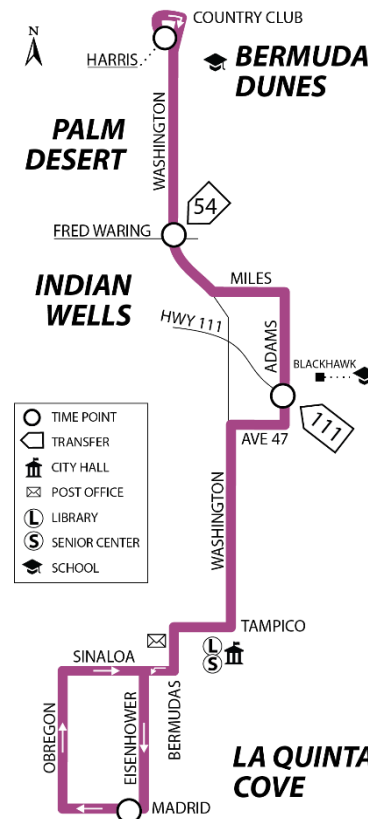 N
COUNTRY CLUB
HARRIS
BERMUDA
DUNES
WASHINGTON
PALM
DESERT
54
FRED WARING
INDIAN
WELLS
MILES
HWY 111
ADAMS
BLACKHAWK
111
AVE 47
TIME POINT
TRANSFER
CITY HALL
POST OFFICE
L LIBRARY
S SENIOR CENTER
SCHOOL
WASHINGTON
TAMPICO
L
S
SINALOA
BERMUDAS
EISENHOWER
OBREGON
MADRID
LA QUINTA
COVE